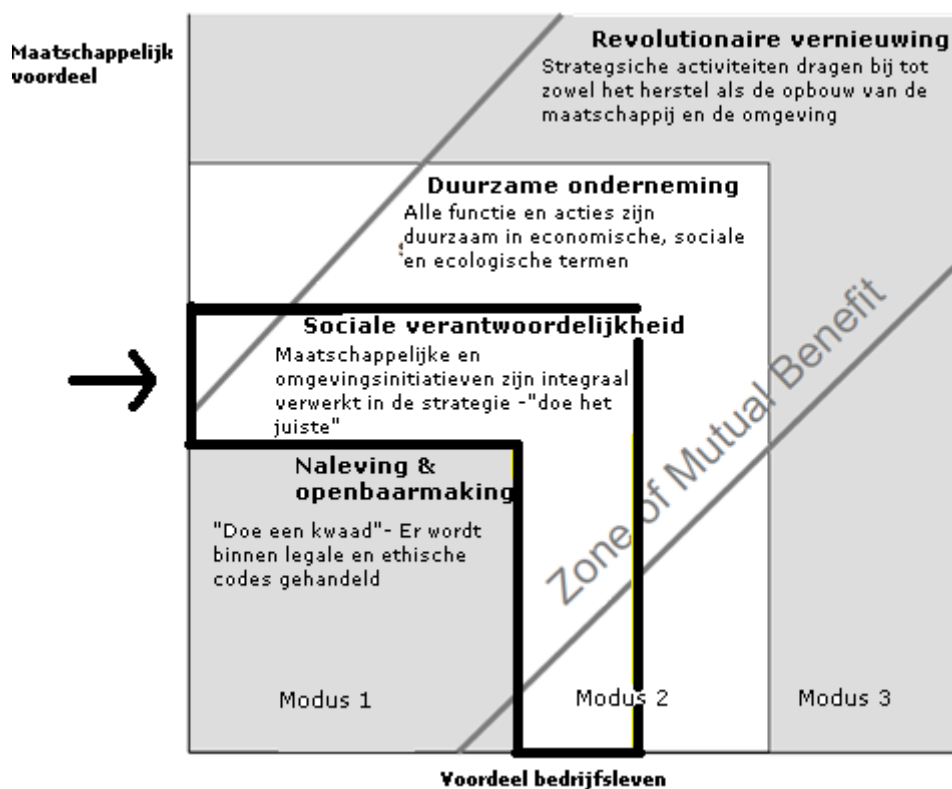 Maatschappelijk
voordeel
Revolutionaire vernieuwing
Strategsiche activiteiten dragen bij tot
zowel het herstel als de opbouw van de
maatschappij en de omgeving
Duurzame onderneming
Alle functie en acties zijn
duurzaam in economische, sociale
en ecologische termen
Sociale verantwoordelijkheid
Maatschappelijke en
omgevingsinitiatieven zijn integraal
verwerkt in de strategie -"doe het
juiste"
Naleving &
openbaarmaking
"Doe een kwaad"- Er wordt
binnen legale en ethische
codes gehandeld
Zone of Mutual Benefit
Modus 1
Modus 2
Modus 3
Voordeel bedrijfsleven